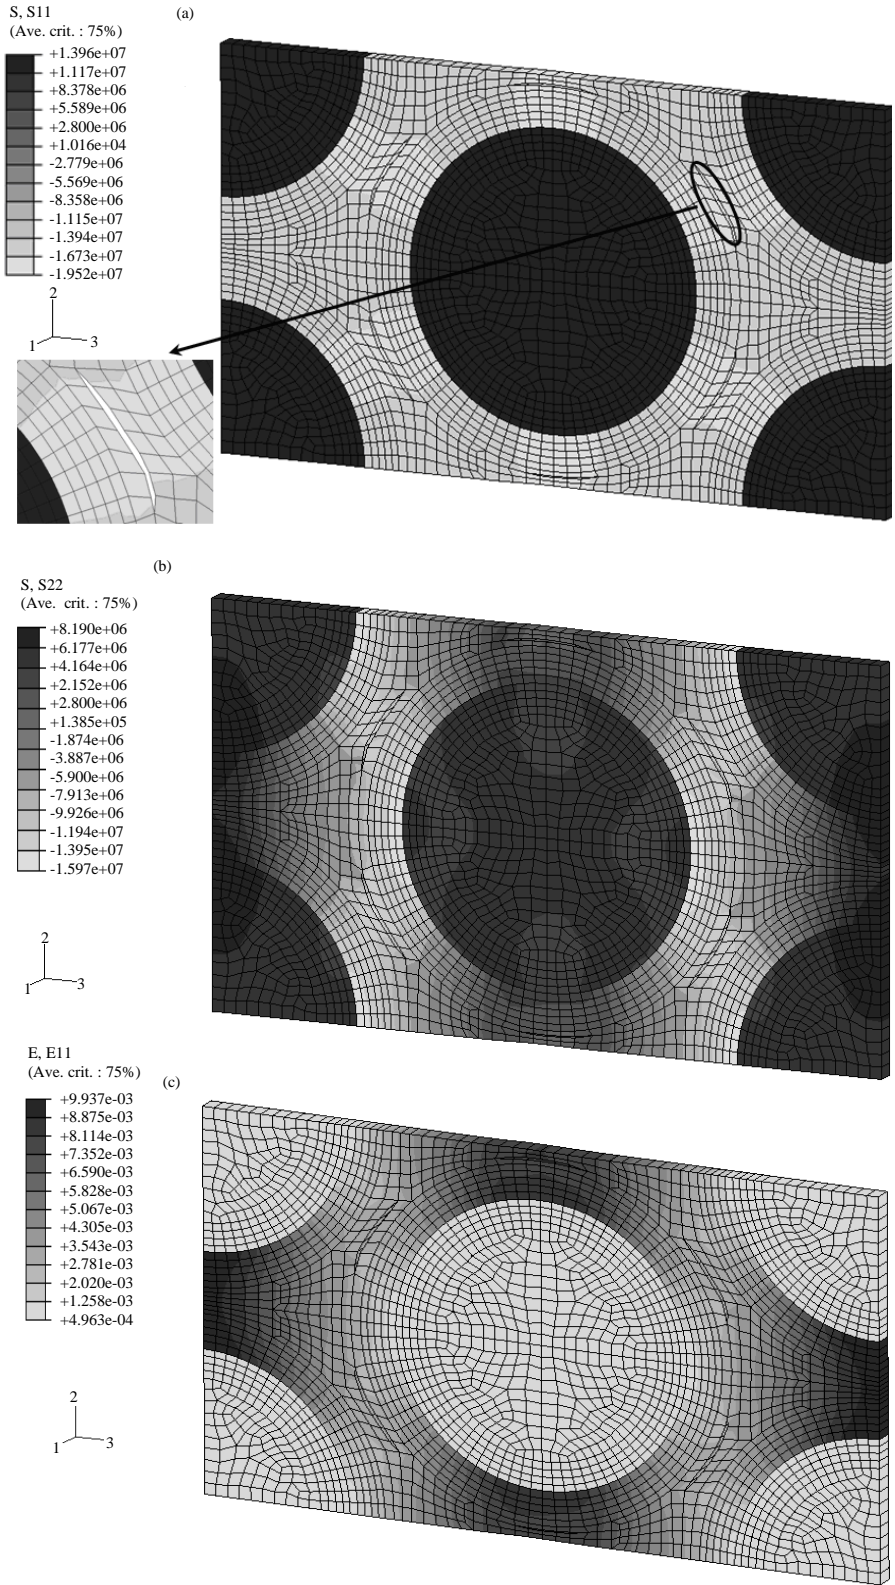 S, S11
(Ave. crit. : 75%)
(a)
+1.396e+07
+1.117e+07
+8.378e+06
+5.589e+06
+2.800e+06
+1.016e+04
-2.779e+06
-5.569e+06
-8.358e+06
-1.115e+07
-1.394e+07
-1.673e+07
-1.952e+07
2
1
3
(b)
S, S22
(Ave. crit. : 75%)
+8.190e+06
+6.177e+06
+4.164e+06
+2.152e+06
+2.800e+06
+1.385e+05
-1.874e+06
-3.887e+06
-5.900e+06
-7.913e+06
-9.926e+06
-1.194e+07
-1.395e+07
-1.597e+07
2
1
3
E, E11
(Ave. crit. : 75%)
(c)
+9.937e-03
+8.875e-03
+8.114e-03
+7.352e-03
+6.590e-03
+5.828e-03
+5.067e-03
+4.305e-03
+3.543e-03
+2.781e-03
+2.020e-03
+1.258e-03
+4.963e-04
2
1
3